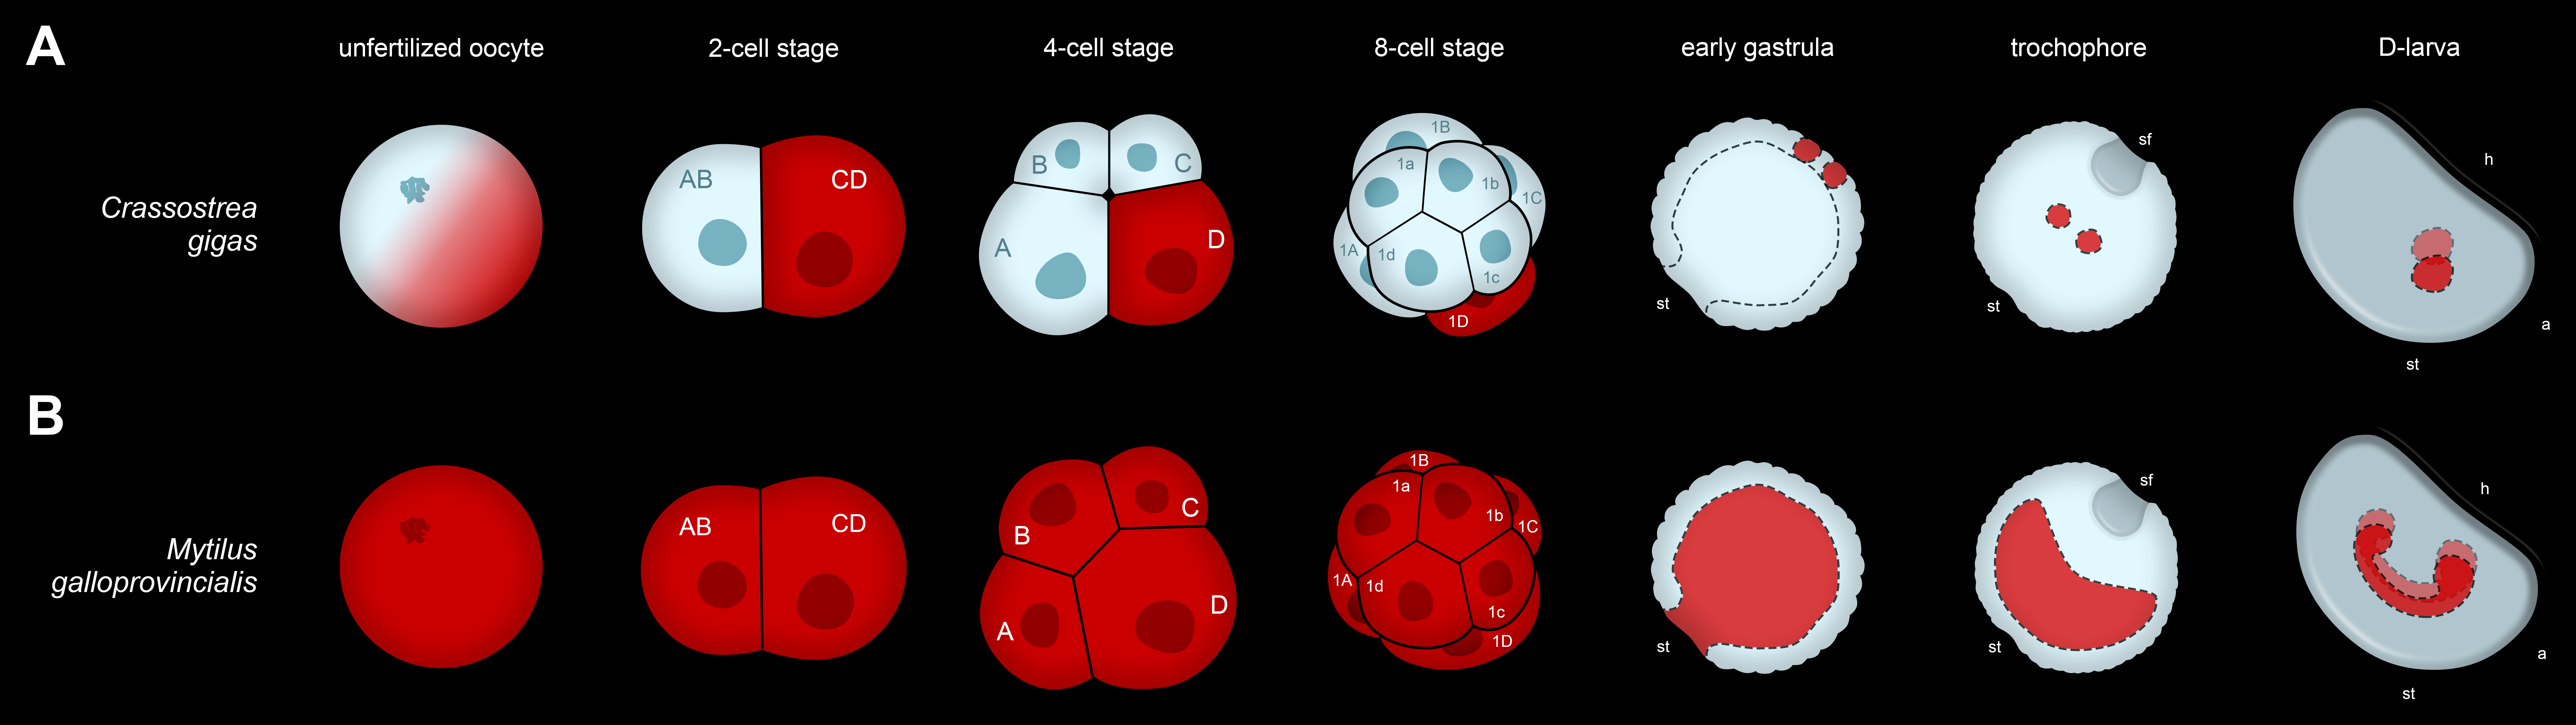 A
unfertilized oocyte
2-cell stage
4-cell stage
8-cell stage
early gastrula
trochophore
D-larva
Crassostrea
gigas
AB
CD
B
C
A
D
1B
1a
1b
1C
1A
1d
1c
1D
st
sf
st
h
a
st
B
Mytilus
galloprovincialis
AB
CD
B
C
A
D
1B
1a
1b
1C
1A
1d
1c
1D
st
sf
st
h
a
st